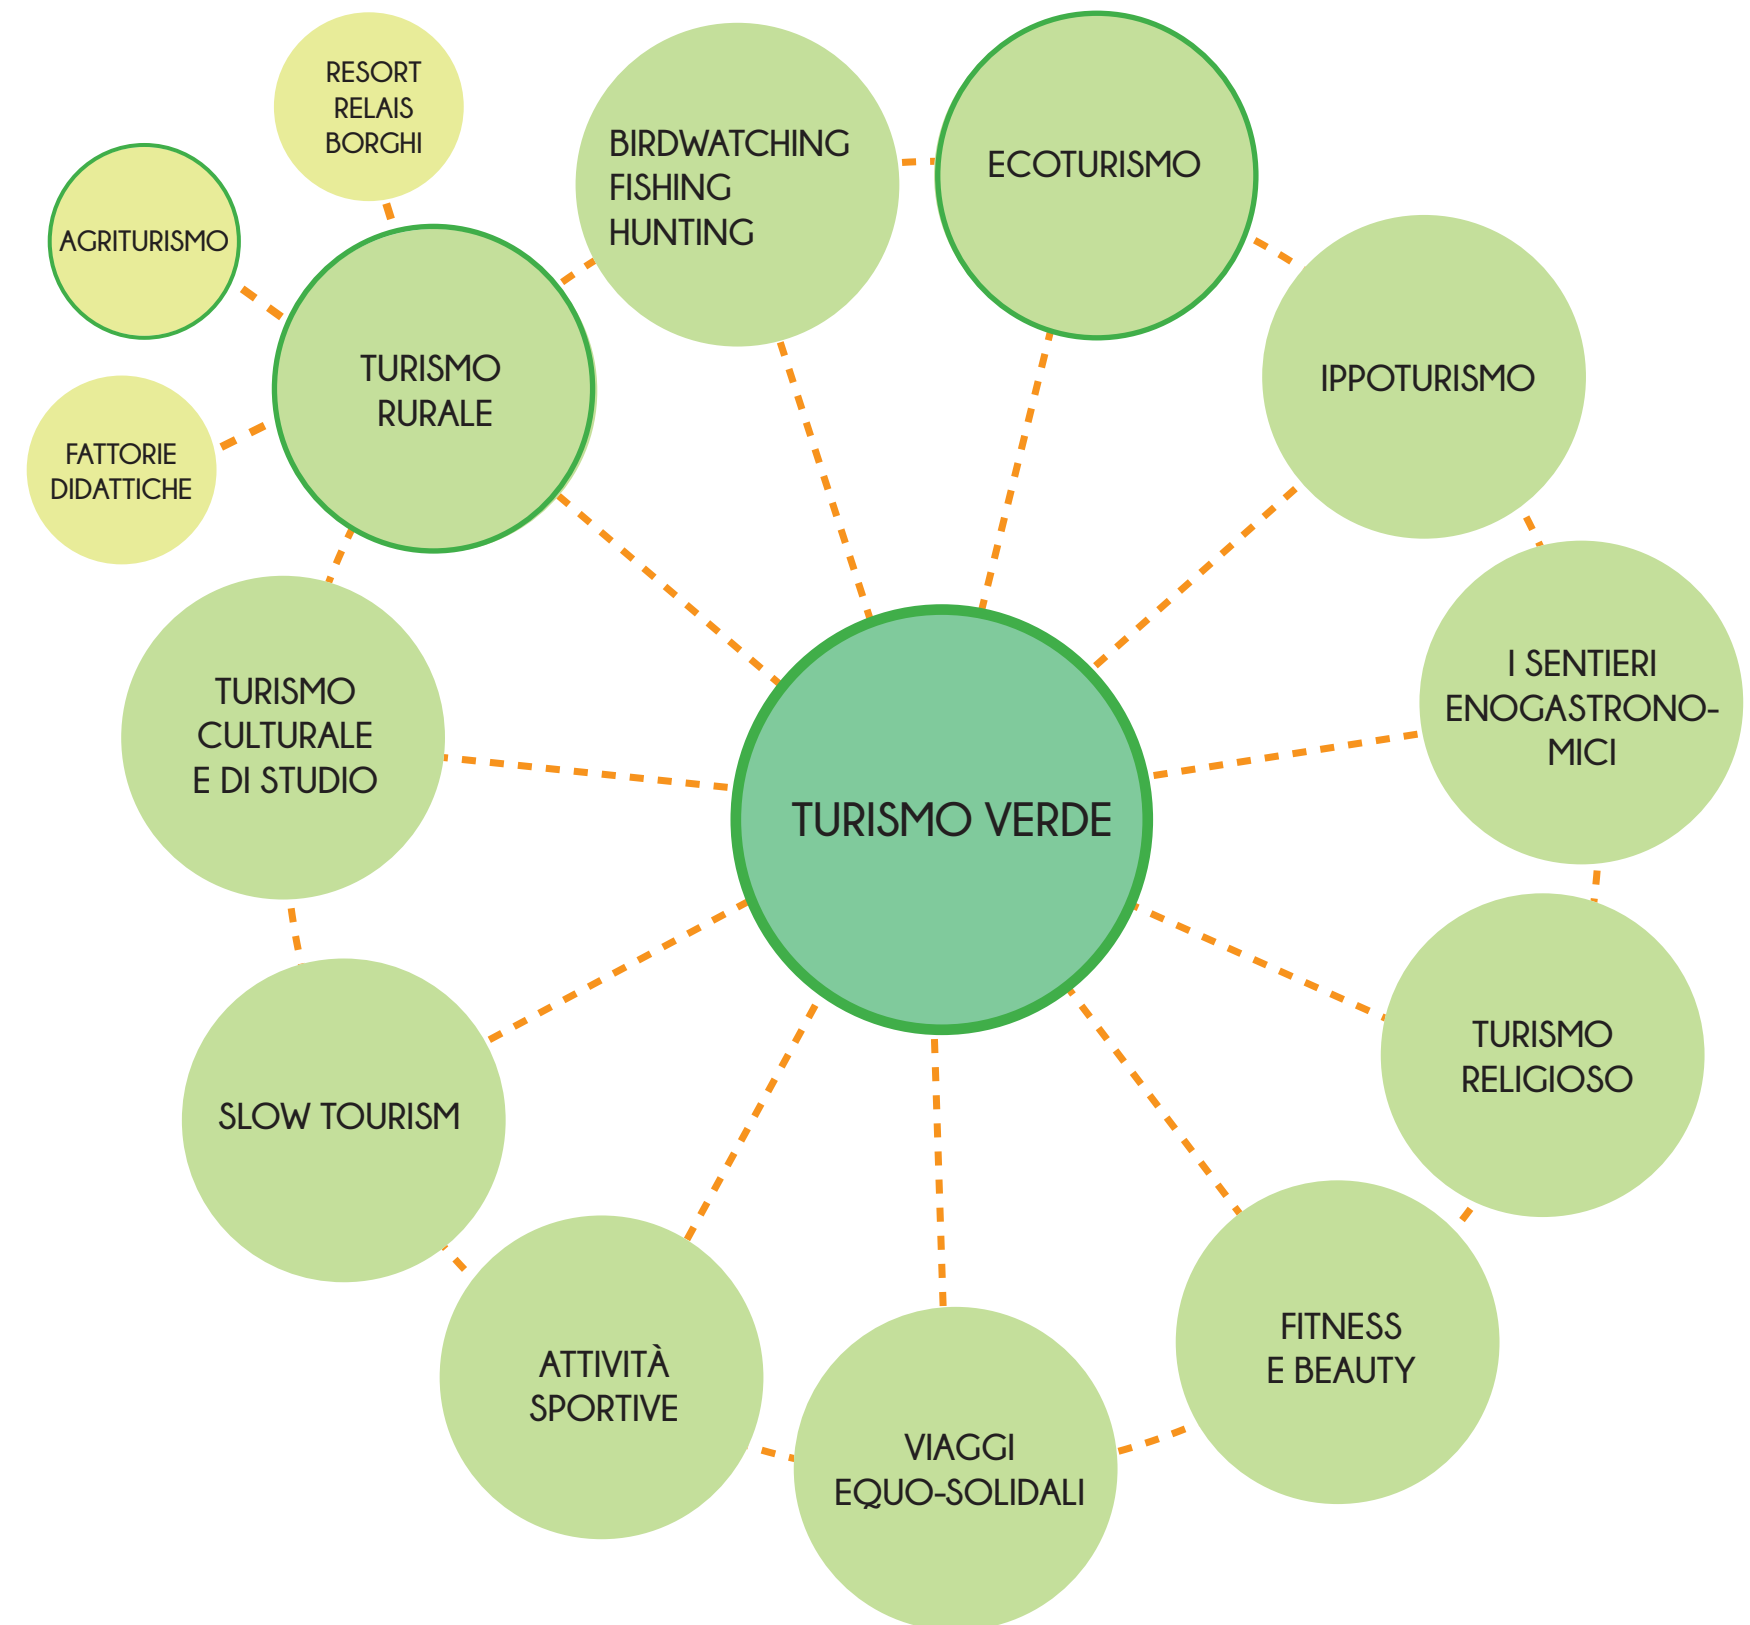 RESORT
RELAIS
BORGHI
AGRITURISMO
FATTORIE
DIDATTICHE
TURISMO
RURALE
BIRDWATCHING
FISHING
HUNTING
ECOTURISMO
IPPOTURISMO
I SENTIERI
ENOGASTRONO-
MICI
TURISMO
RELIGIOSO
FITNESS
E BEAUTY
VIAGGI
EQUO-SOLIDALI
ATTIVITÀ
SPORTIVE
SLOW TOURISM
TURISMO
CULTURALE
E DI STUDIO
TURISMO VERDE